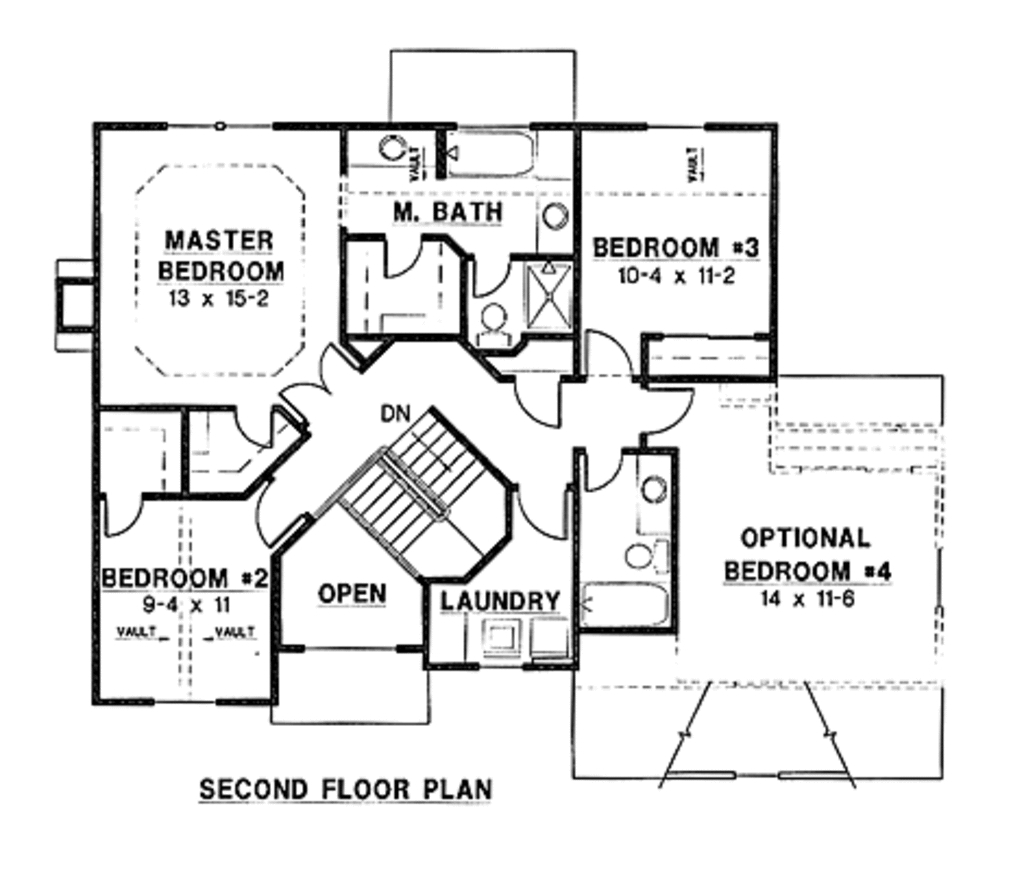 VAULT
VAULT
M. BATH
MASTER
BEDROOM
13 x 15-2
BEDROOM #3
10-4 x 11-2
DN
OPTIONAL
BEDROOM #4
14 x 11-6
BEDROOM #2
9-4 x 11
VAULT VAULT
OPEN
LAUNDRY
SECOND FLOOR PLAN